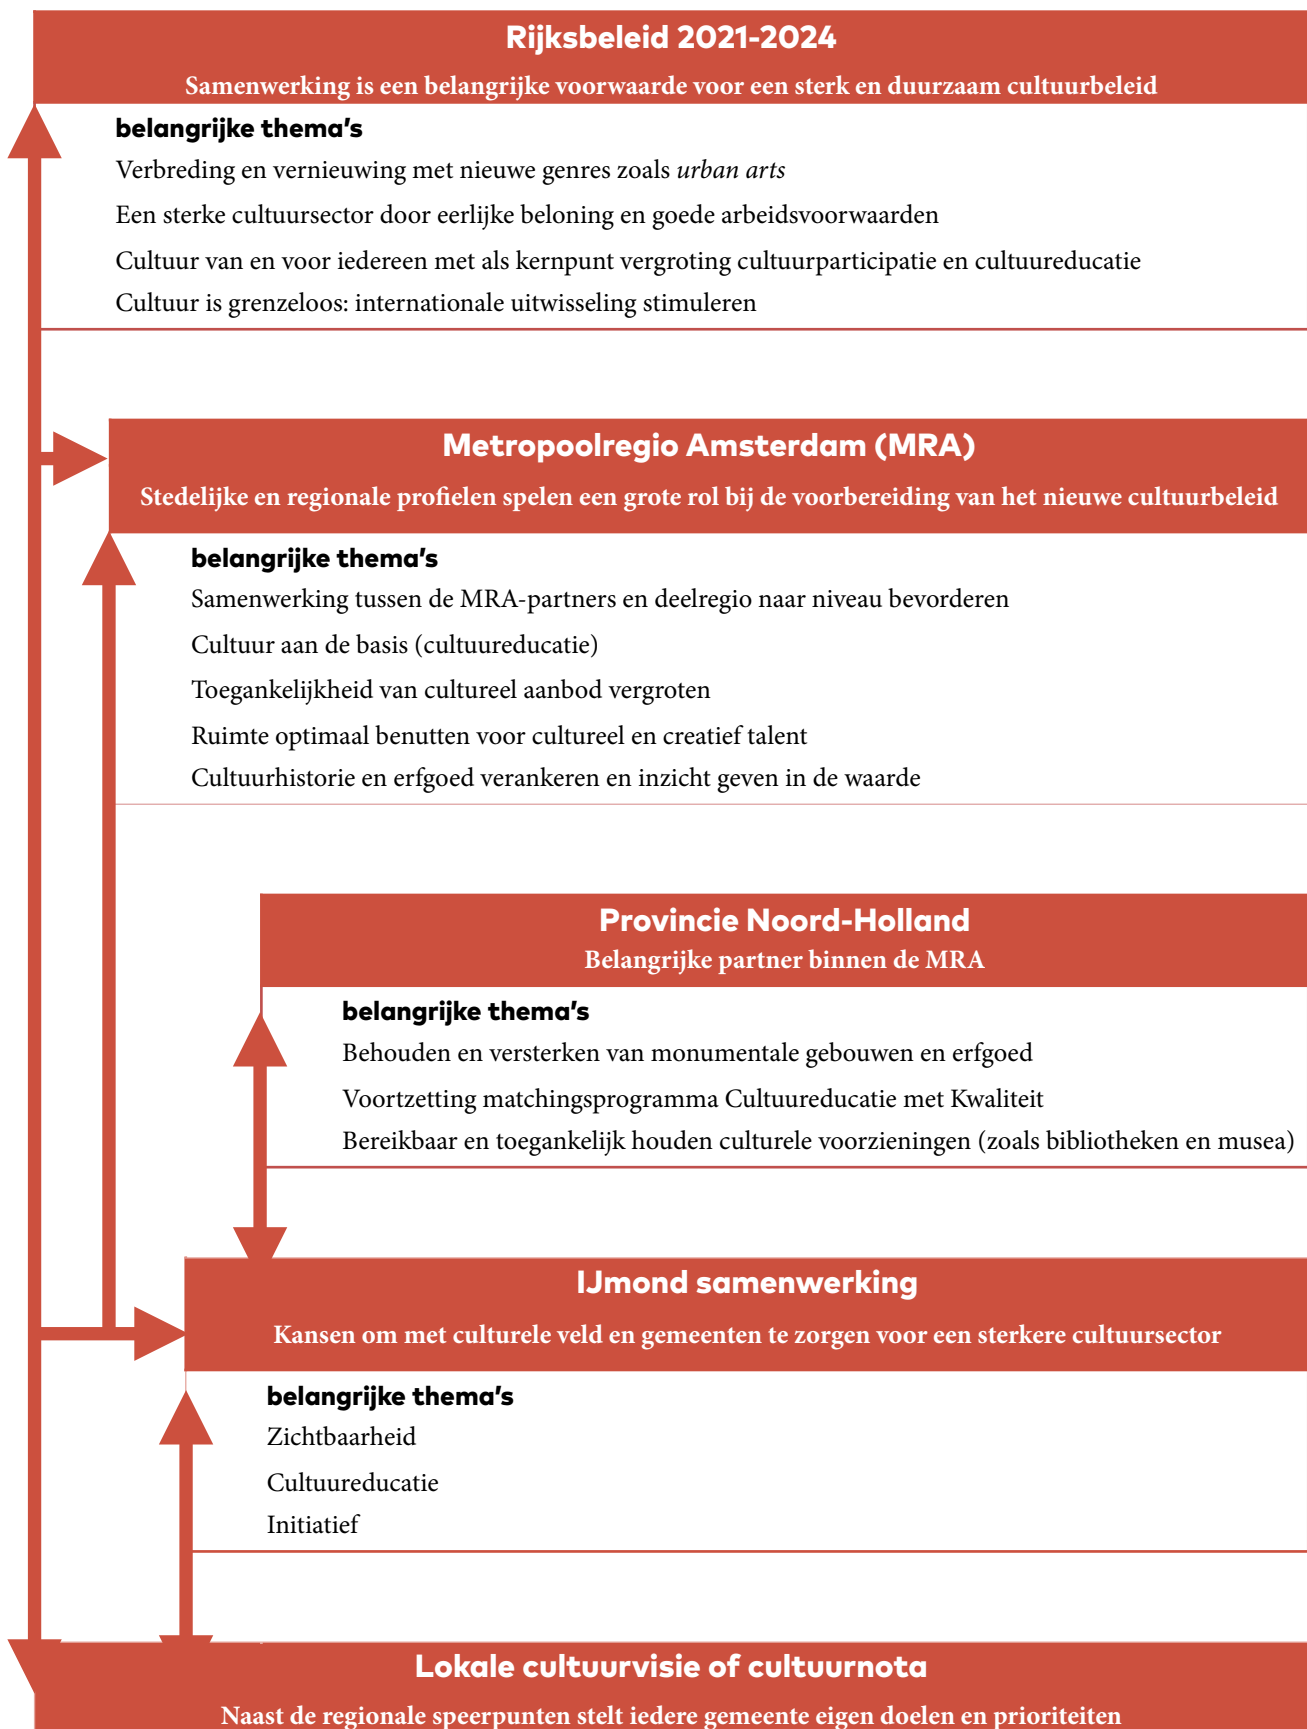 Rijksbeleid 2021-2024
Samenwerking is een belangrijke voorwaarde voor een sterk en duurzaam cultuurbeleid
belangrijke thema's
Verbreding en vernieuwing met nieuwe genres zoals urban arts
Een sterke cultuursector door eerlijke beloning en goede arbeidsvoorwaarden
Cultuur van en voor iedereen met als kernpunt vergroting cultuurparticipatie en cultuureducatie
Cultuur is grenzeloos: internationale uitwisseling stimuleren
Metropoolregio Amsterdam (MRA)
Stedelijke en regionale profielen spelen een grote rol bij de voorbereiding van het nieuwe cultuurbeleid
belangrijke thema's
Samenwerking tussen de MRA-partners en deelregio naar niveau bevorderen
Cultuur aan de basis (cultuureducatie)
Toegankelijkheid van cultureel aanbod vergroten
Ruimte optimaal benutten voor cultureel en creatief talent
Cultuurhistorie en erfgoed verankeren en inzicht geven in de waarde
Provincie Noord-Holland
Belangrijke partner binnen de MRA
belangrijke thema's
Behouden en versterken van monumentale gebouwen en erfgoed
Voortzetting matchingsprogramma Cultuureducatie met Kwaliteit
Bereikbaar en toegankelijk houden culturele voorzieningen (zoals bibliotheken en musea)
IJmond samenwerking
Kansen om met culturele veld en gemeenten te zorgen voor een sterkere cultuursector
belangrijke thema's
Zichtbaarheid
Cultuureducatie
Initiatief
Lokale cultuurvisie of cultuurnota
Naast de regionale speerpunten stelt iedere gemeente eigen doelen en prioriteiten